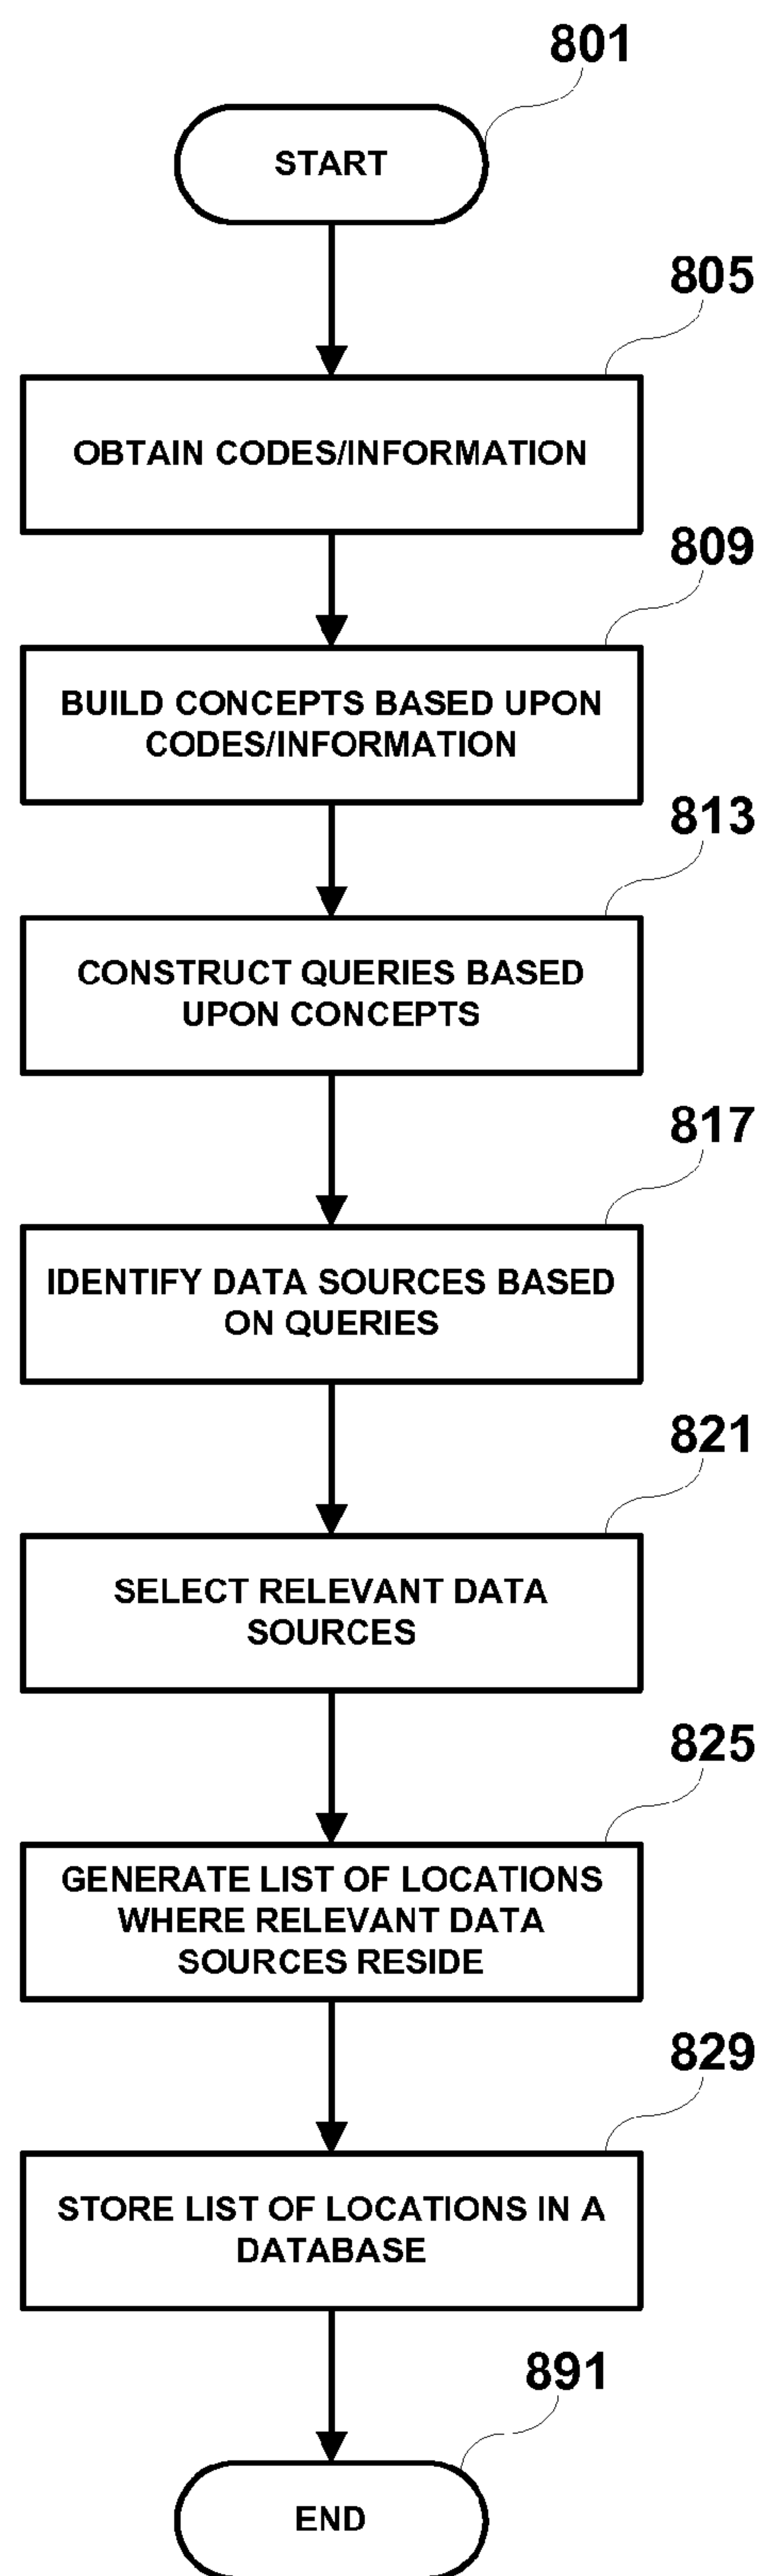 801
START
805
OBTAIN CODES/INFORMATION
809
BUILD CONCEPTS BASED UPON
CODES/INFORMATION
813
CONSTRUCT QUERIES BASED
UPON CONCEPTS
817
IDENTIFY DATA SOURCES BASED
ON QUERIES
821
SELECT RELEVANT DATA
SOURCES
825
GENERATE LIST OF LOCATIONS
WHERE RELEVANT DATA
SOURCES RESIDE
829
STORE LIST OF LOCATIONS IN A
DATABASE
891
END